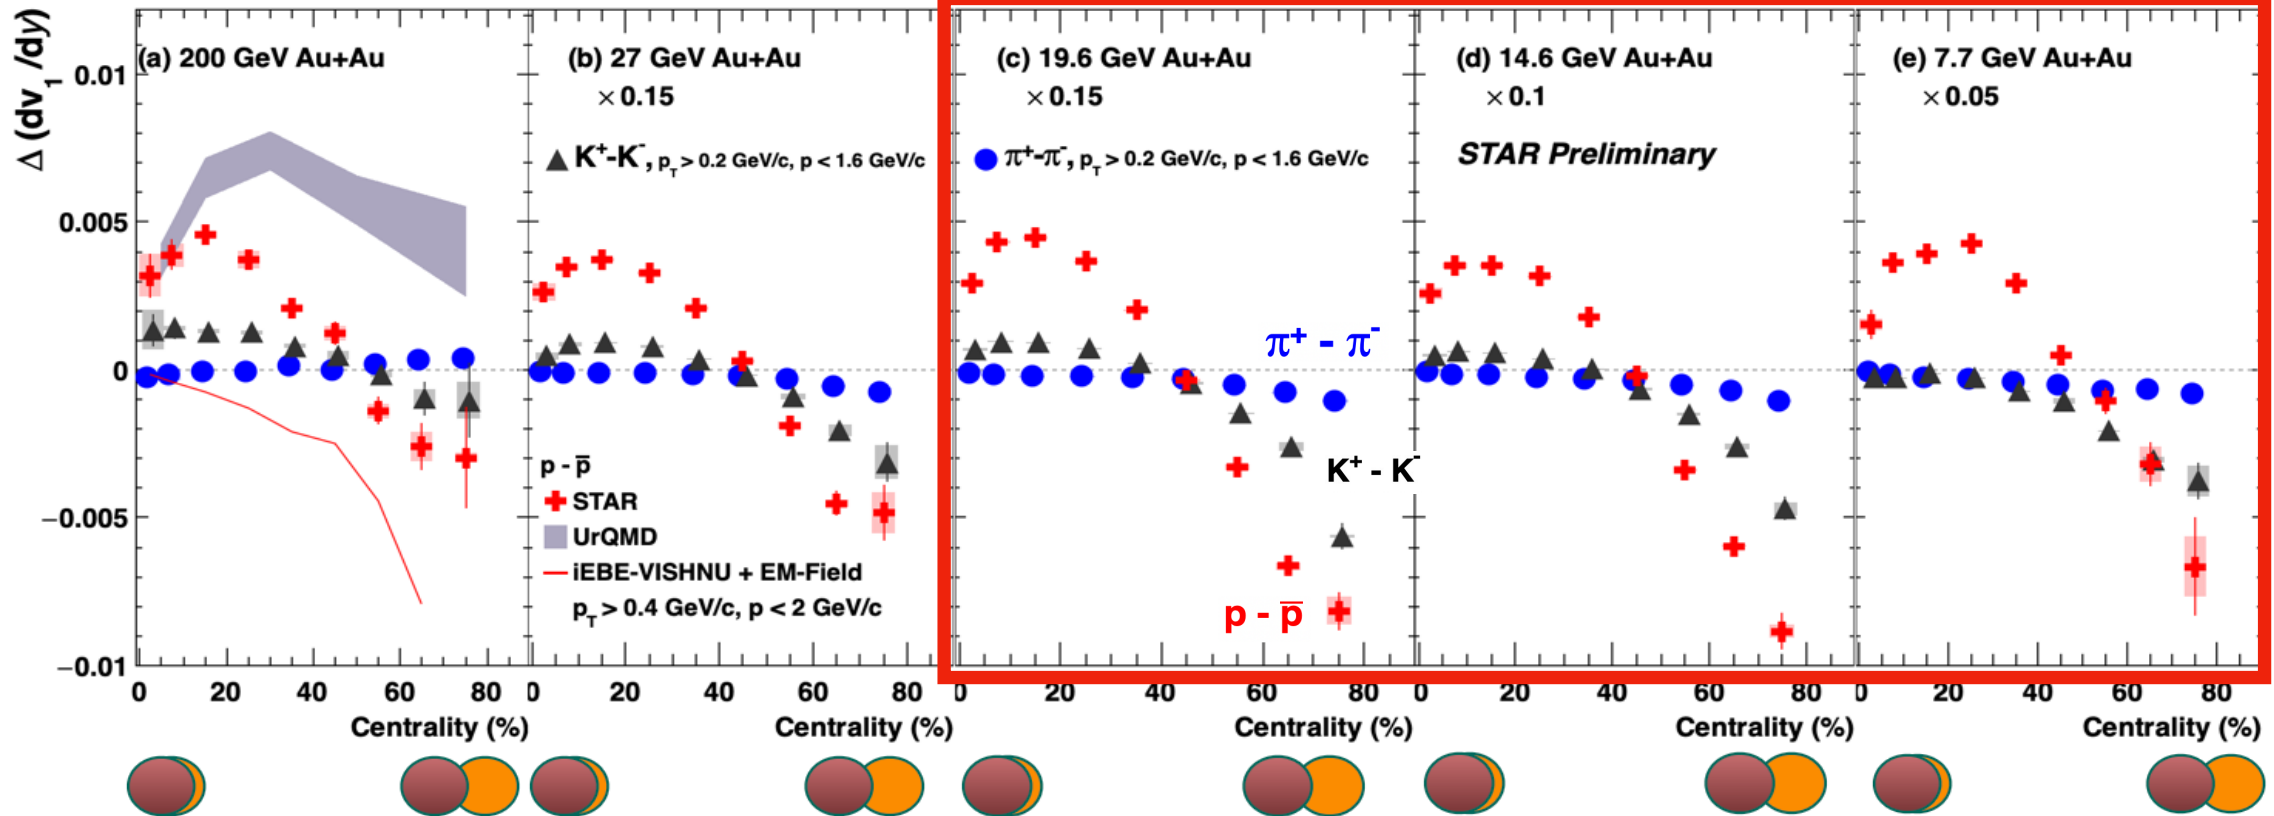 Δ (dv₁/dy)
0.01
0.005
0
−0.005
−0.01
(a) 200 GeV Au+Au
(b) 27 GeV Au+Au
× 0.15
K⁺-K⁻, p_T > 0.2 GeV/c, p < 1.6 GeV/c
p - p̅
STAR
UrQMD
iEBE-VISHNU + EM-Field
p_T > 0.4 GeV/c, p < 2 GeV/c
(c) 19.6 GeV Au+Au
× 0.15
π⁺-π⁻, p_T > 0.2 GeV/c, p < 1.6 GeV/c
π⁺ - π⁻
K⁺ - K⁻
p - p̅
(d) 14.6 GeV Au+Au
× 0.1
STAR Preliminary
(e) 7.7 GeV Au+Au
× 0.05
0 20 40 60 80 0 20 40 60 80 0 20 40 60 80 0 20 40 60 80 0 20 40 60 80
Centrality (%) Centrality (%) Centrality (%) Centrality (%) Centrality (%)